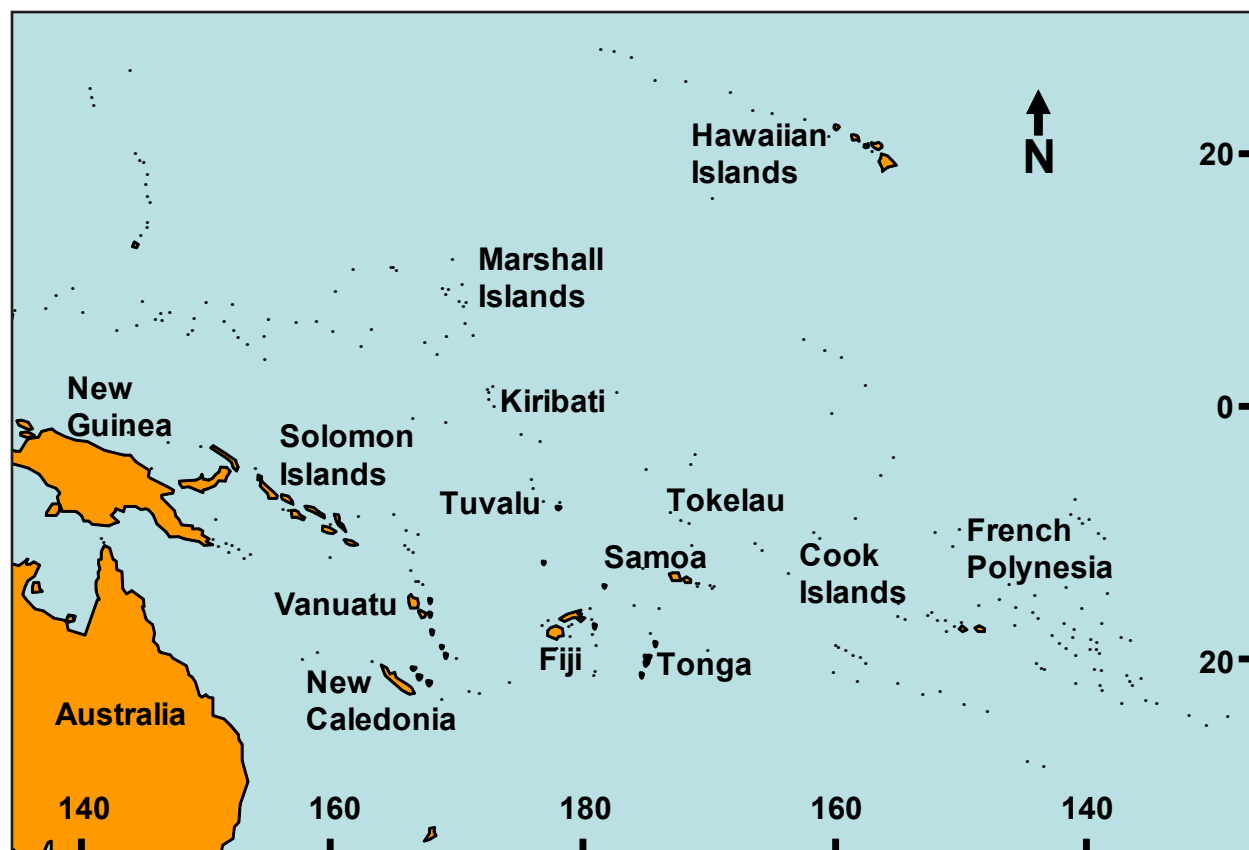 Hawaiian
Islands
N
20
Marshall
Islands
New
Guinea
Kiribati
0
Solomon
Islands
Tuvalu
Tokelau
French
Polynesia
Samoa
Cook
Islands
Vanuatu
Fiji
Tonga
20
New
Caledonia
Australia
140
160
180
160
140